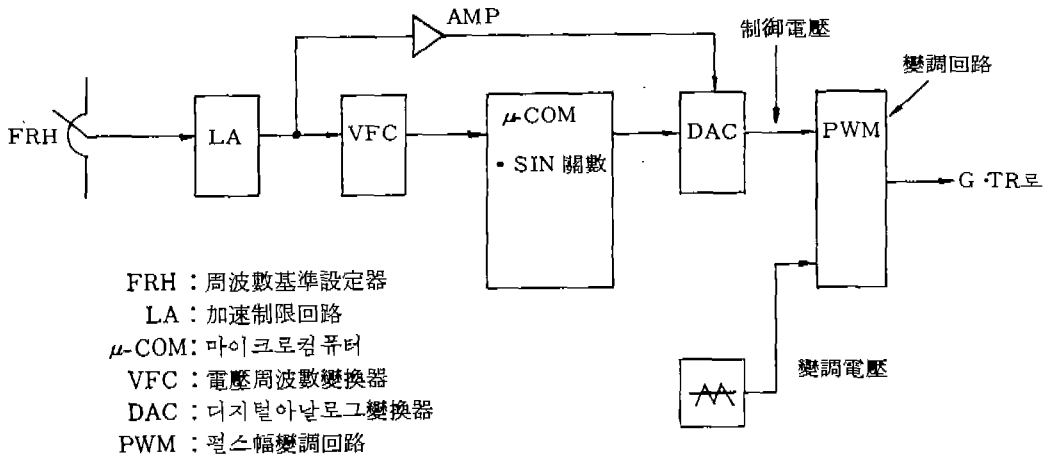 AMP
制御電壓
變調回路
FRH
LA
VFC
μ-COM
• SIN 關數
DAC
PWM
G·TR로
FRH : 周波數基準設定器
LA : 加速制限回路
μ-COM: 마이크로컴퓨터
VFC : 電壓周波數變換器
DAC : 디지털아날로그變換器
PWM : 펄스幅變調回路
變調電壓